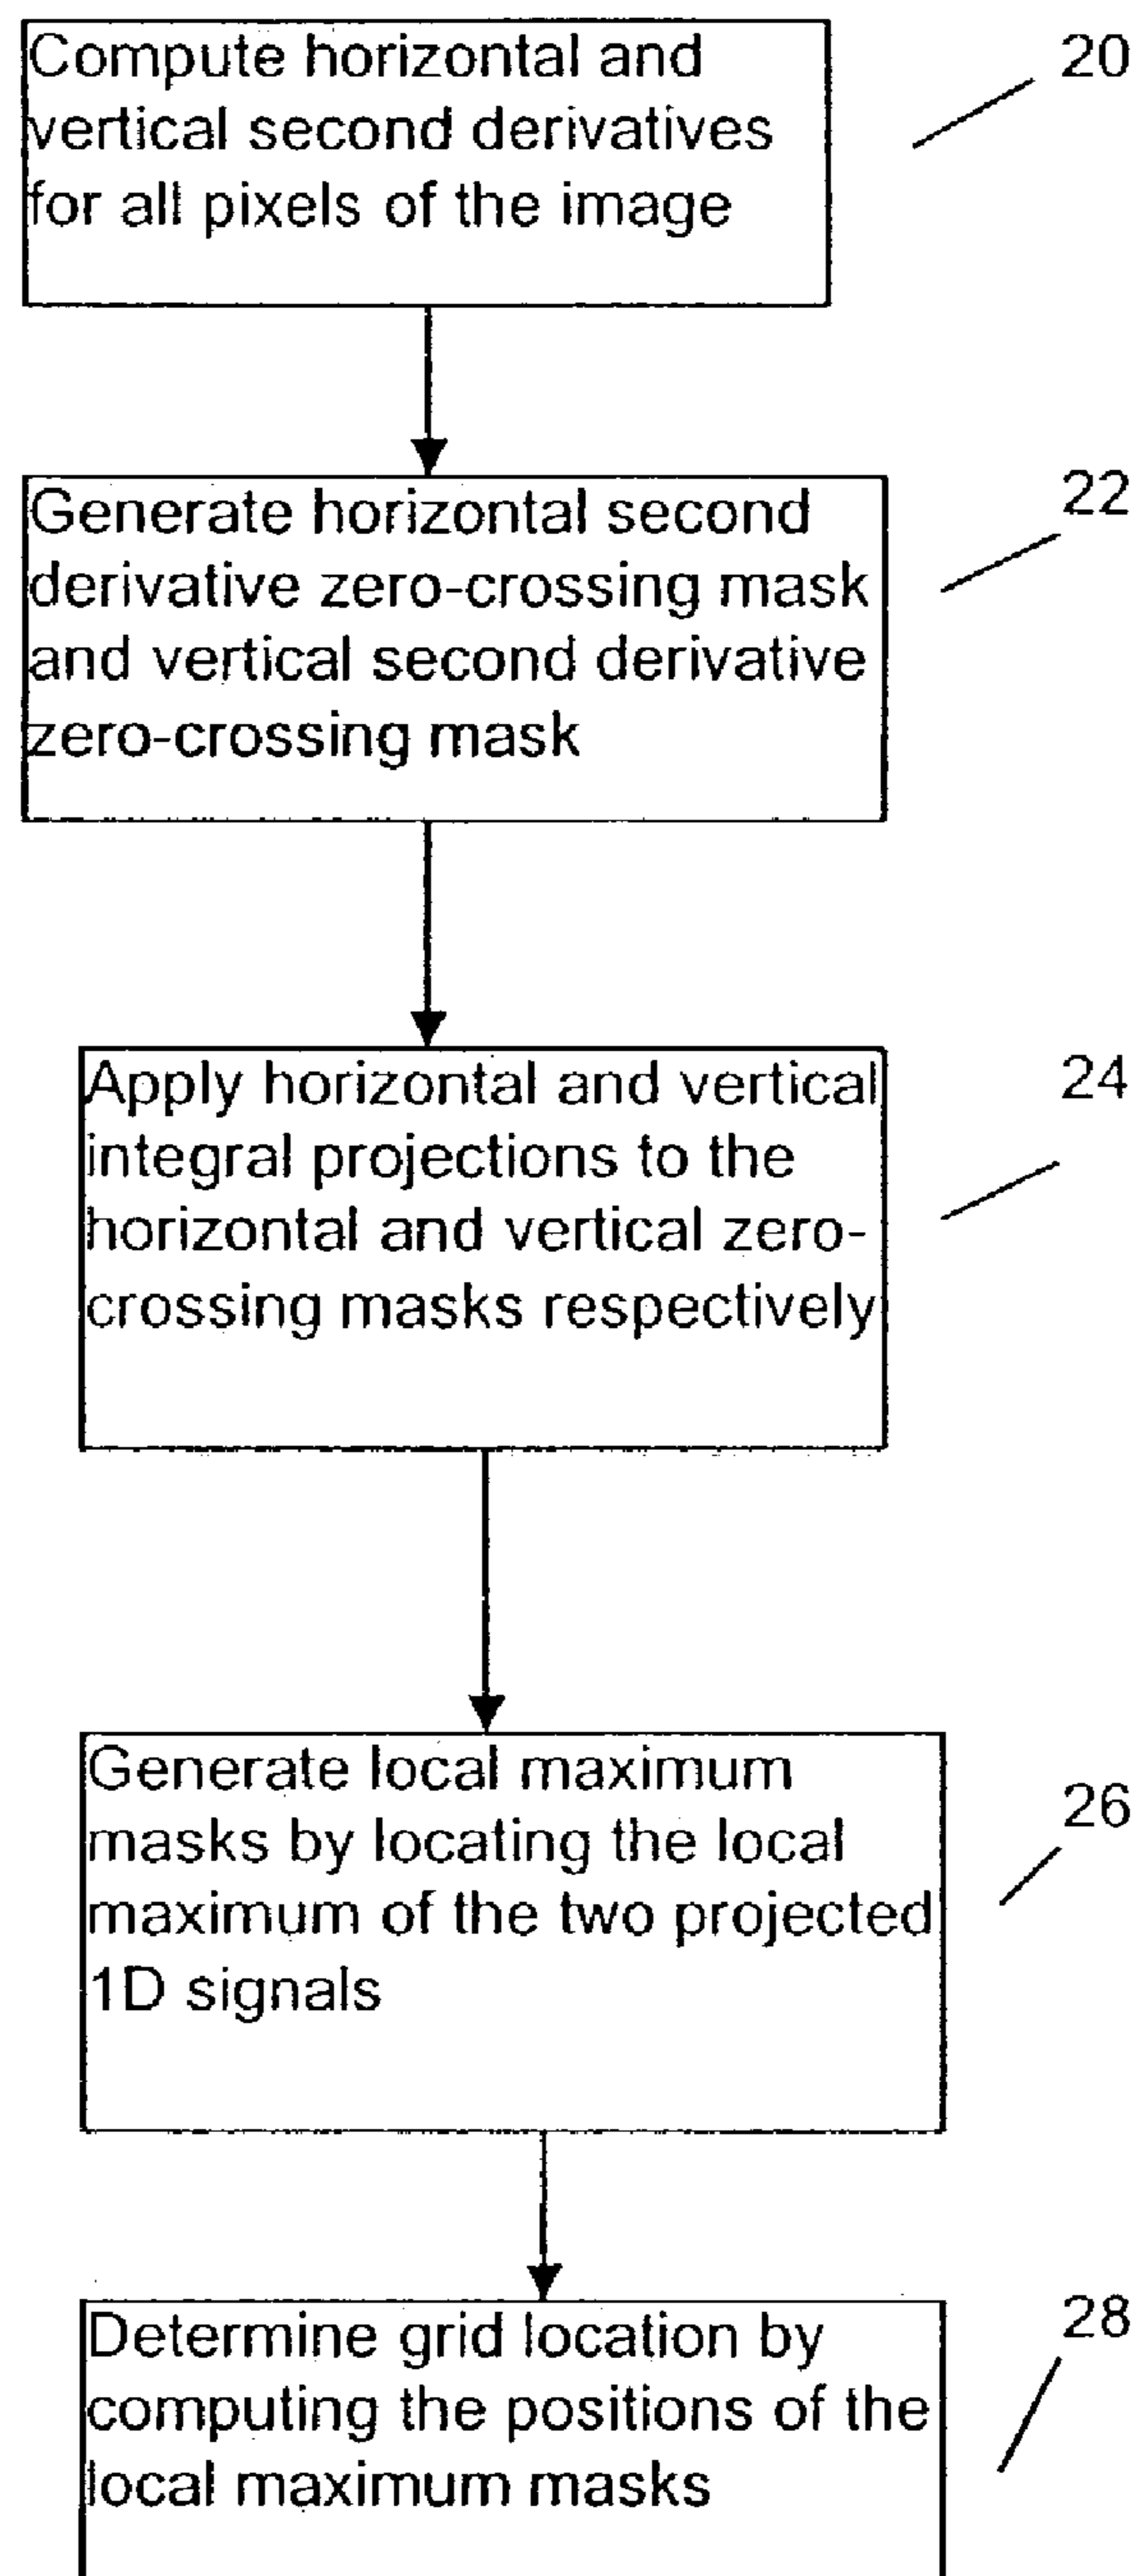 Compute horizontal and
vertical second derivatives
for all pixels of the image
20
Generate horizontal second
derivative zero-crossing mask
and vertical second derivative
zero-crossing mask
22
Apply horizontal and vertical
integral projections to the
horizontal and vertical zero-
crossing masks respectively
24
Generate local maximum
masks by locating the local
maximum of the two projected
1D signals
26
Determine grid location by
computing the positions of the
local maximum masks
28